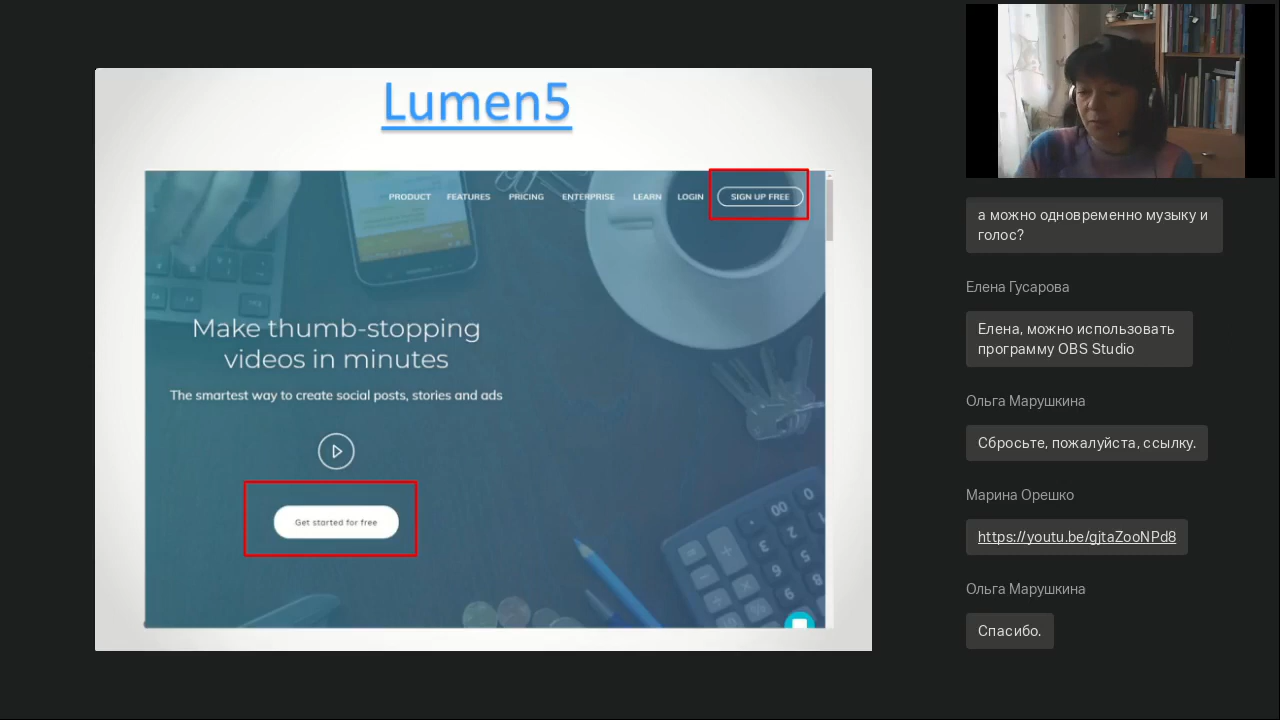 Lumen5
PRODUCT FEATURES PRICING ENTERPRISE LEARN LOGIN SIGN UP FREE
Make thumb-stopping
videos in minutes
The smartest way to create social posts, stories and ads
Get started for free
а можно одновременно музыку и
голос?
Елена Гусарова
Елена, можно использовать
программу OBS Studio
Ольга Марушкина
Сбросьте, пожалуйста, ссылку.
Марина Орешко
https://youtu.be/gjtaZooNPd8
Ольга Марушкина
Спасибо.